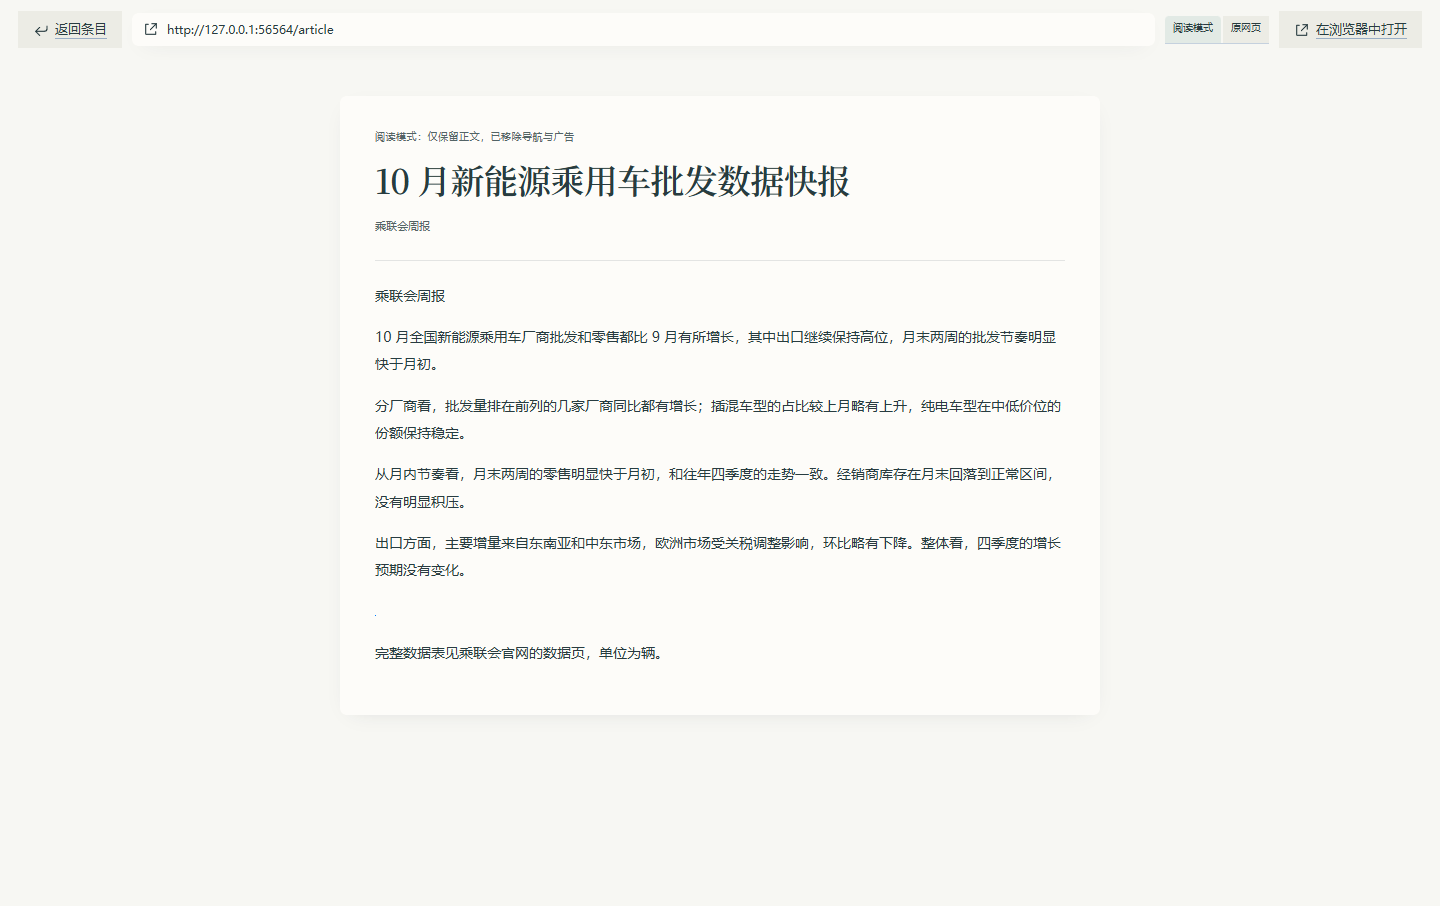 返回条目
http://127.0.0.1:56564/article
阅读模式
原网页
在浏览器中打开
阅读模式：仅保留正文，已移除导航与广告
10 月新能源乘用车批发数据快报
乘联会周报
乘联会周报
10 月全国新能源乘用车厂商批发和零售都比 9 月有所增长，其中出口继续保持高位，月末两周的批发节奏明显
快于月初。
分厂商看，批发量排在前列的几家厂商同比都有增长；插混车型的占比较上月略有上升，纯电车型在中低价位的
份额保持稳定。
从月内节奏看，月末两周的零售明显快于月初，和往年四季度的走势一致。经销商库存在月末回落到正常区间，
没有明显积压。
出口方面，主要增量来自东南亚和中东市场，欧洲市场受关税调整影响，环比略有下降。整体看，四季度的增长
预期没有变化。
.
完整数据表见乘联会官网的数据页，单位为辆。